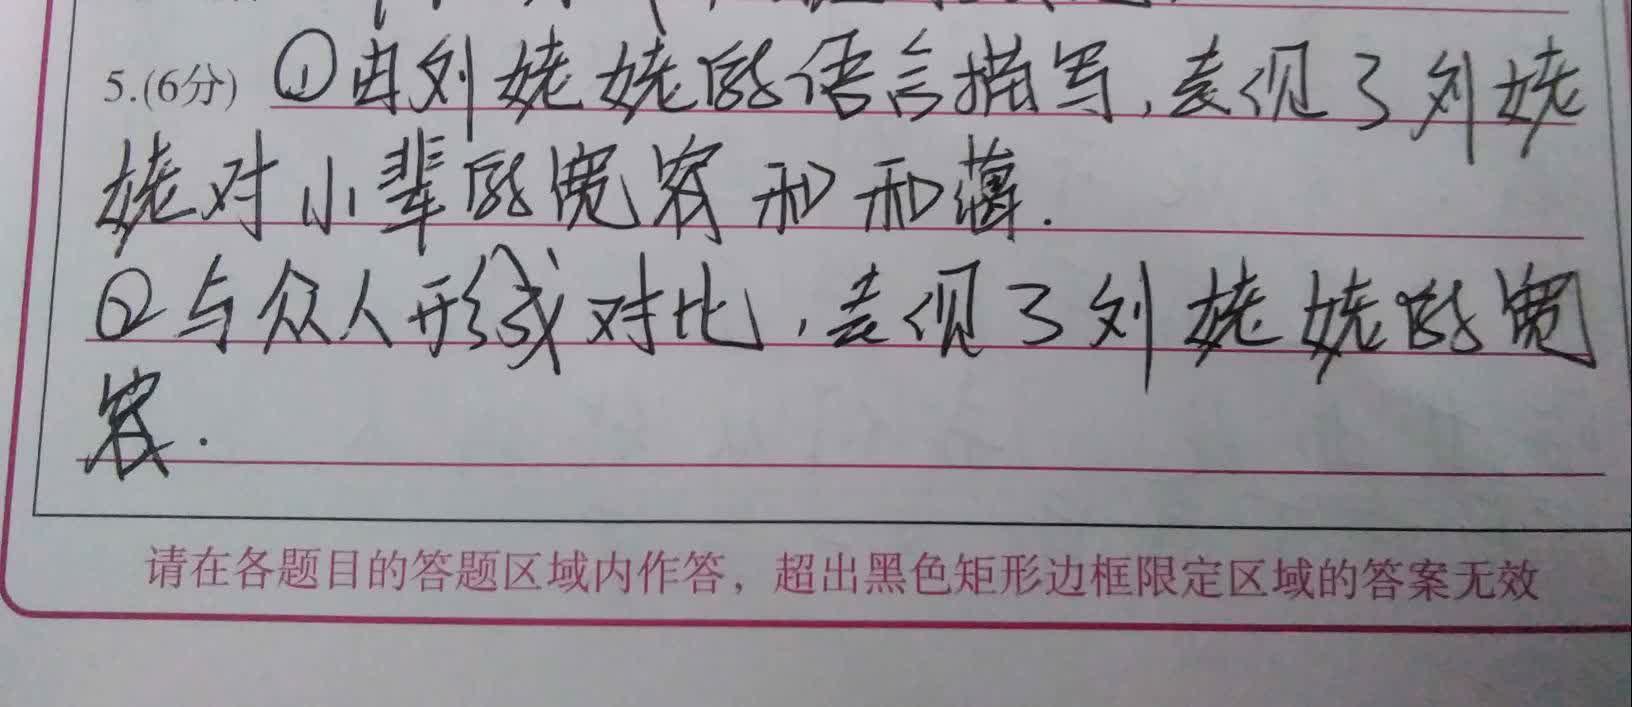 5.(6分) ①由刘姥姥的语言描写,表现了刘姥
姥对小辈的宽容和和蔼.
②与众人形成对比,表现了刘姥姥的宽
容.
请在各题目的答题区域内作答，超出黑色矩形边框限定区域的答案无效